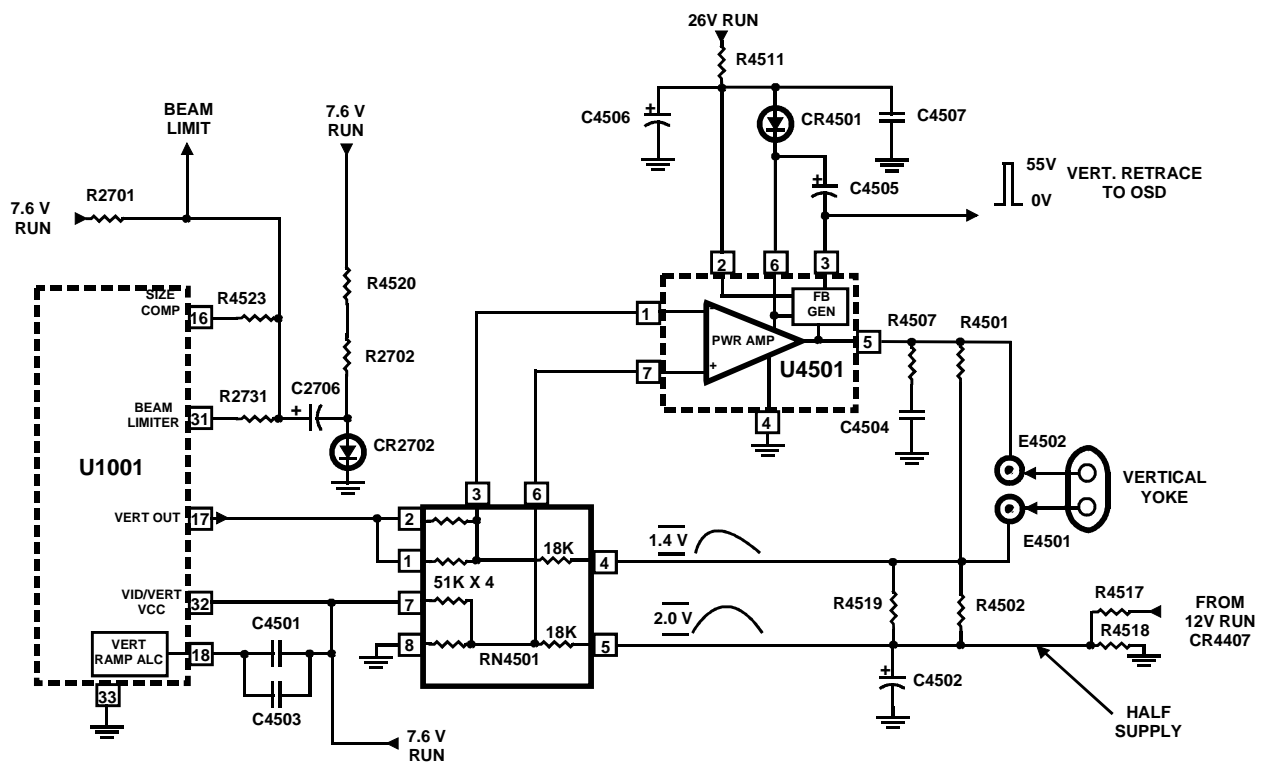 26V RUN
R4511
C4506
CR4501
C4507
C4505
55V
0V
VERT. RETRACE
TO OSD
BEAM
LIMIT
7.6 V
RUN
R2701
7.6 V
RUN
R4520
R2702
SIZE
COMP
16
R4523
BEAM
LIMITER
31
R2731
C2706
CR2702
U1001
VERT OUT
17
VID/VERT
VCC
32
VERT
RAMP ALC
18
33
C4501
C4503
7.6 V
RUN
2
6
3
1
7
FB
GEN
-
PWR AMP
+
U4501
5
4
R4507
R4501
C4504
E4502
E4501
VERTICAL
YOKE
3
6
2
1
7
8
51K X 4
18K
4
18K
5
RN4501
1.4 V
2.0 V
R4519
R4502
C4502
R4517
R4518
FROM
12V RUN
CR4407
HALF
SUPPLY